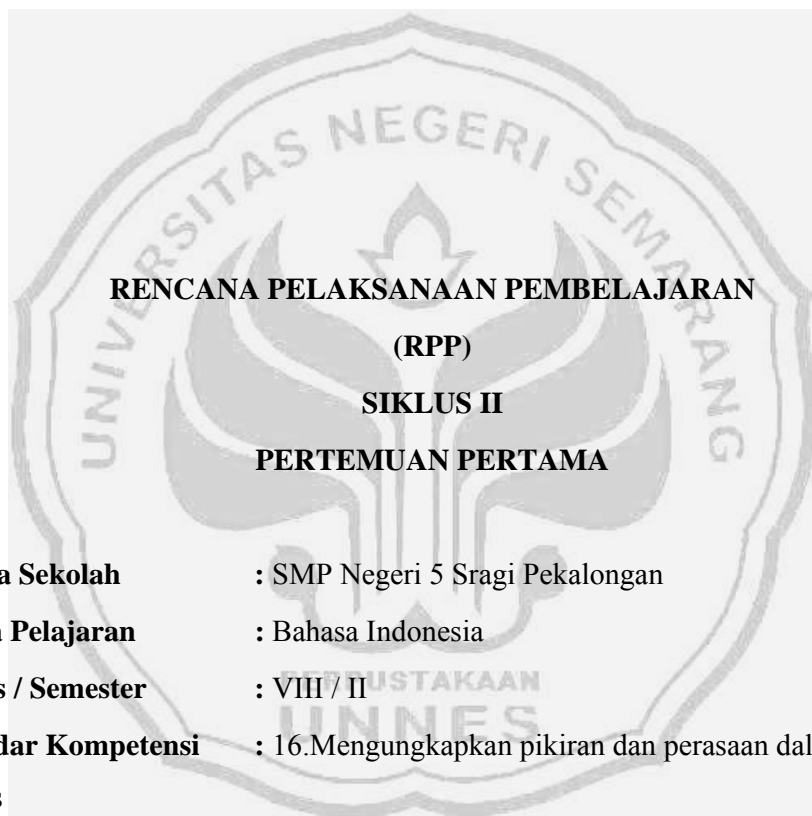 UNIVERSITAS NEGERI SEMARANG
RENCANA PELAKSANAAN PEMBELAJARAN
(RPP)
SIKLUS II
PERTEMUAN PERTAMA
a Sekolah : SMP Negeri 5 Sragi Pekalongan
Pelajaran : Bahasa Indonesia
s / Semester : VIII / II
PERPUSTAKAAN
UNNES
dar Kompetensi : 16.Mengungkapkan pikiran dan perasaan dal